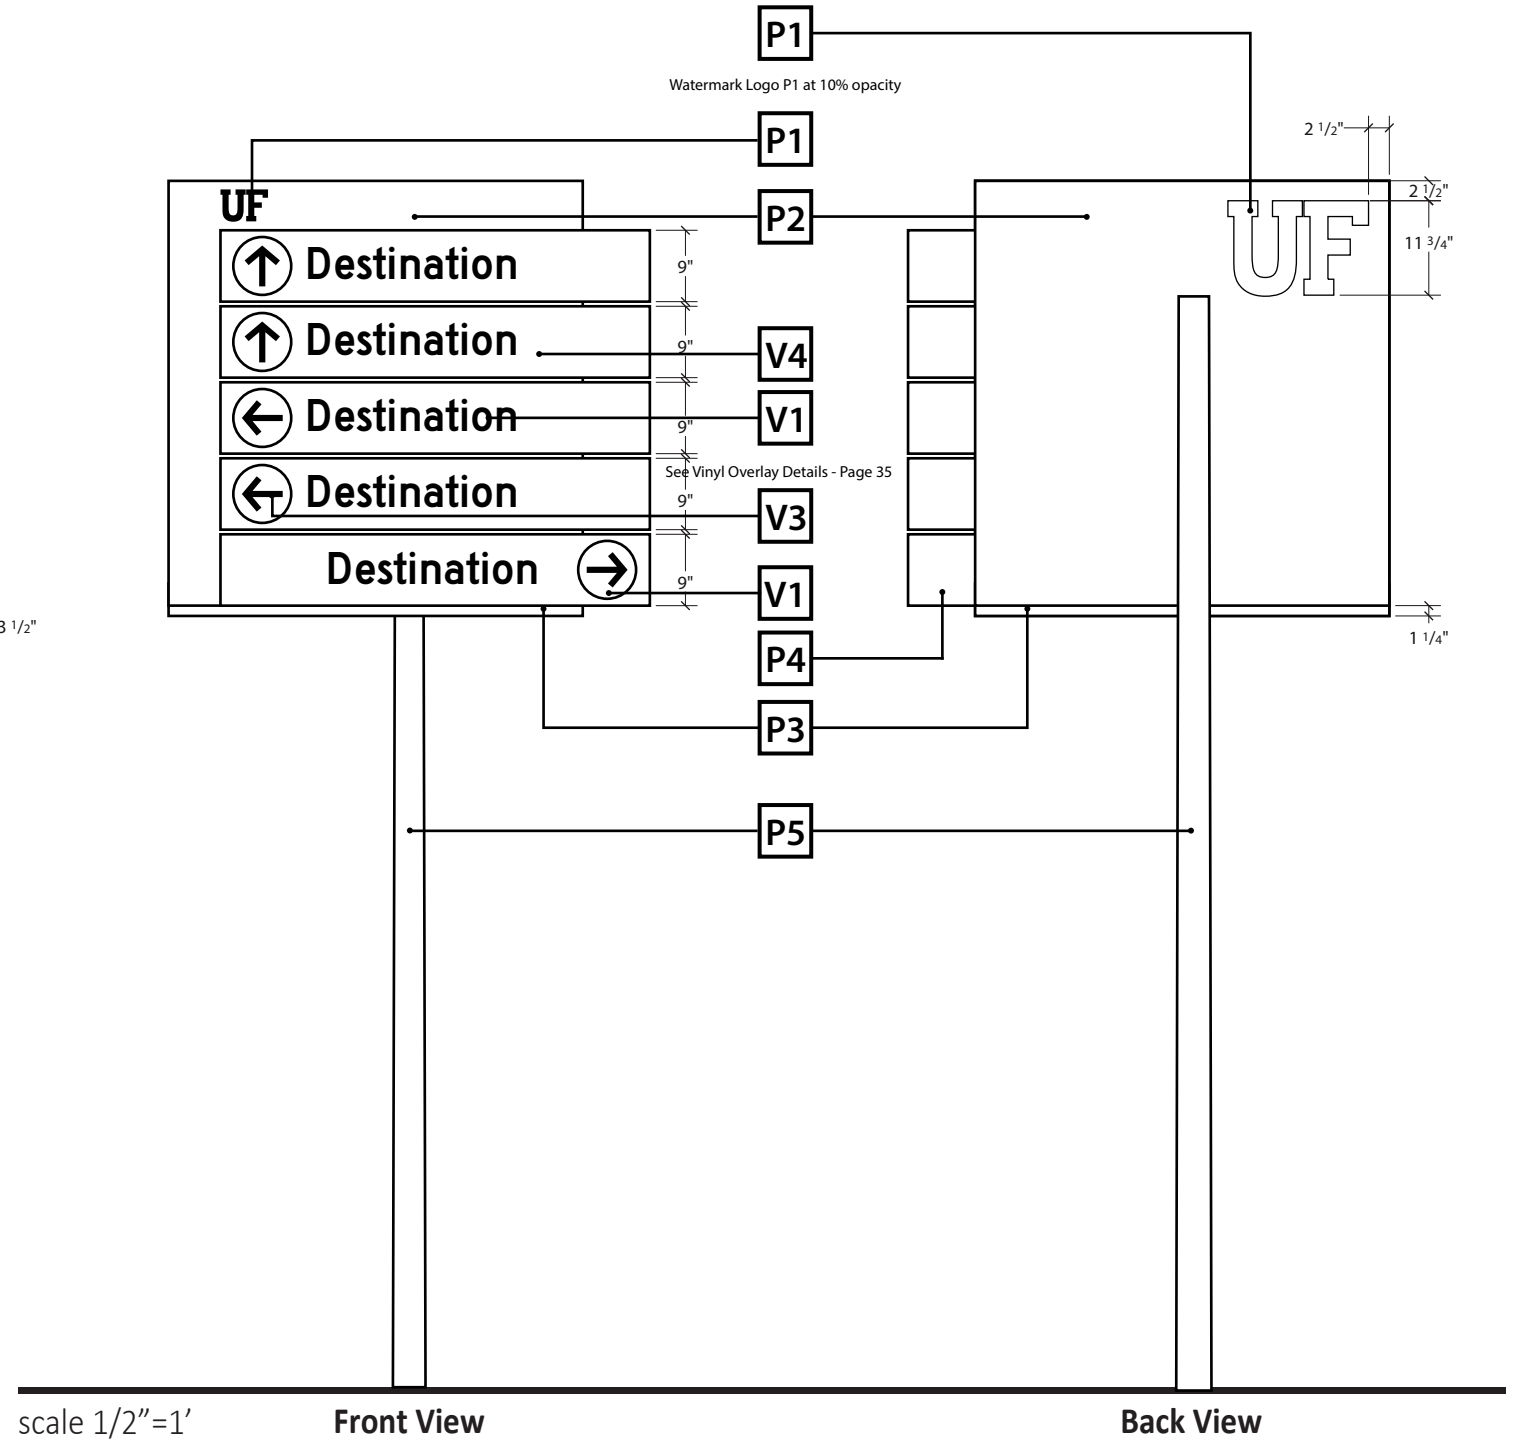 P1
Watermark Logo P1 at 10% opacity
P1
2 1/2"
2 1/2"
UF
P2
UF
11 3/4"
Destination
9"
Destination
9"
V4
Destination
9"
V1
See Vinyl Overlay Details - Page 35
Destination
9"
V3
Destination
9"
V1
3 1/2"
1 1/4"
P4
P3
P5
scale 1/2”=1’
Front View
Back View